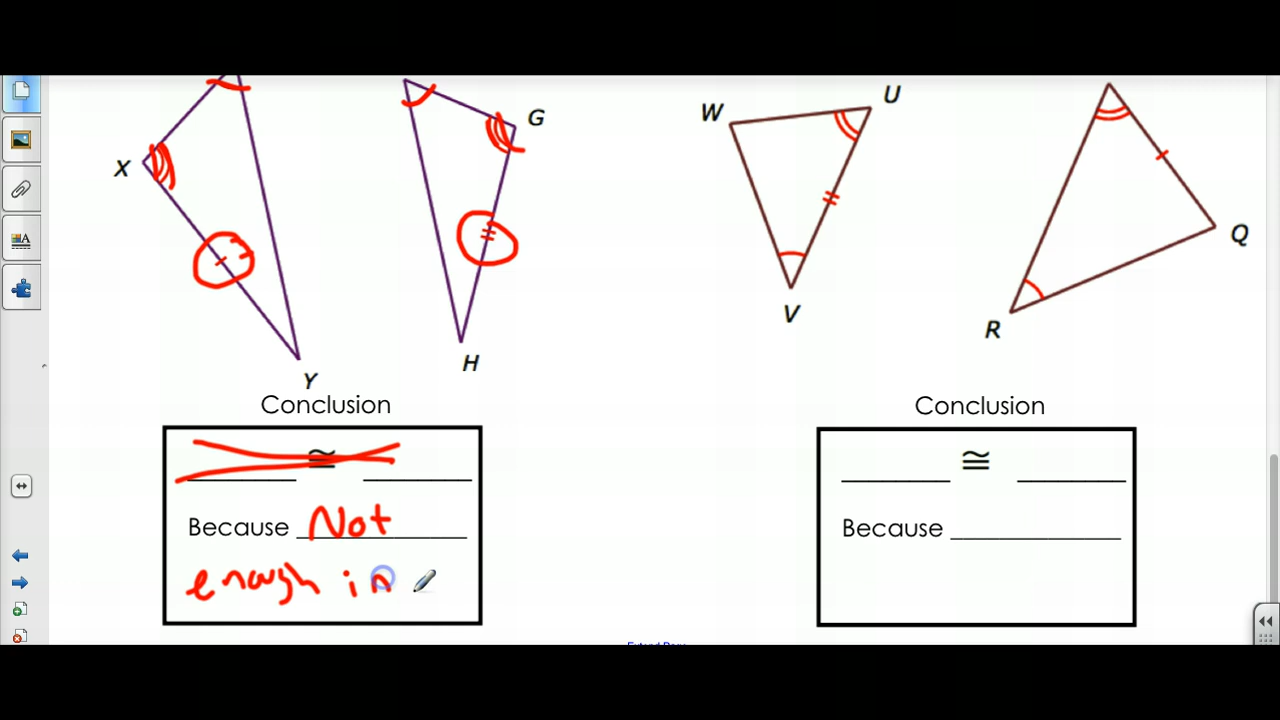 G
U
W
X
Q
V
R
H
Y
Conclusion
Conclusion
≅
≅
Because Not
enough in
Because